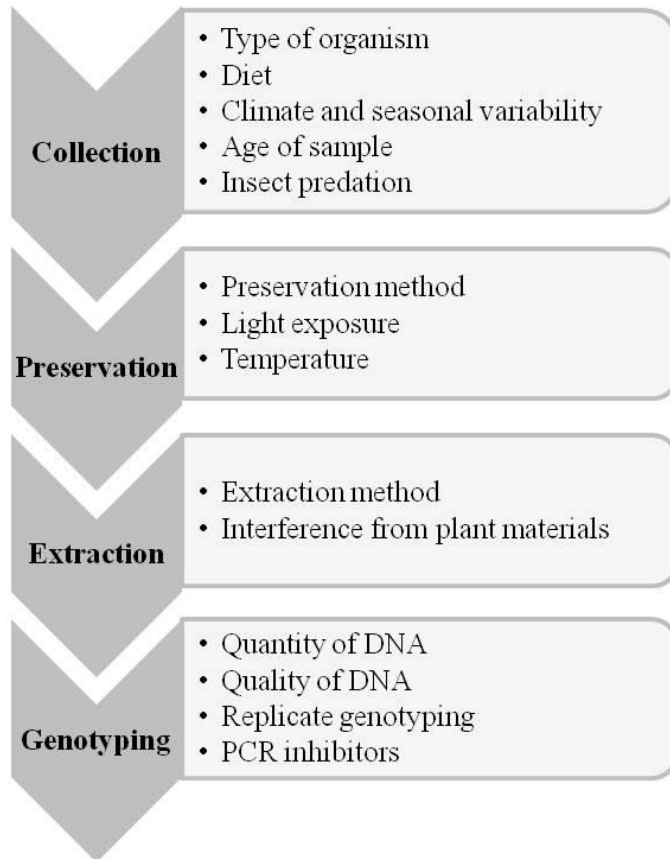 Collection
• Type of organism
• Diet
• Climate and seasonal variability
• Age of sample
• Insect predation
Preservation
• Preservation method
• Light exposure
• Temperature
Extraction
• Extraction method
• Interference from plant materials
Genotyping
• Quantity of DNA
• Quality of DNA
• Replicate genotyping
• PCR inhibitors